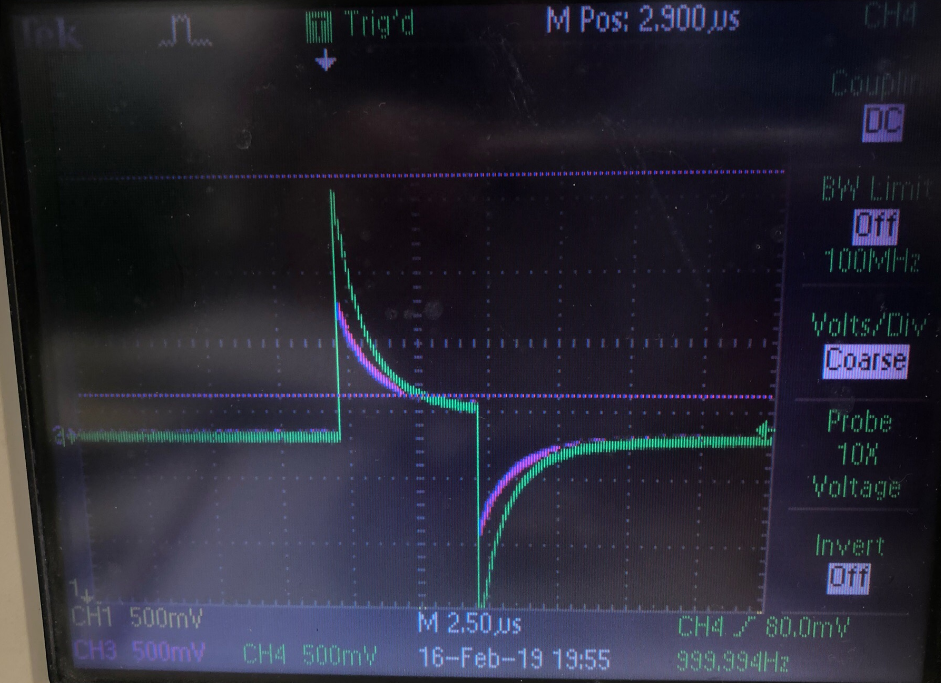 Tek Trig'd M Pos: 2.900µs CH4
Coupling
DC
BW Limit
Off
100MHz
Volts/Div
Coarse
Probe
10X
Voltage
Invert
Off
3
1
CH1 500mV M 2.50µs CH4 80.0mV
CH3 500mV CH4 500mV 16-Feb-19 19:55 999.994Hz